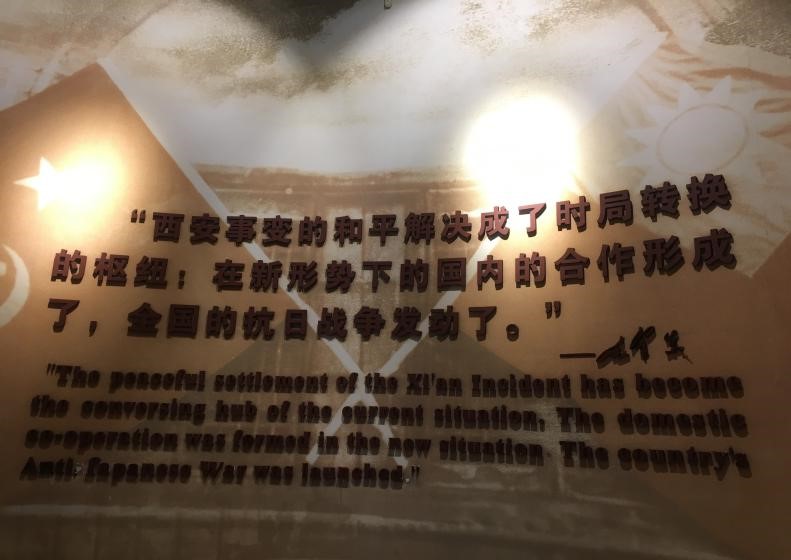 “西安事变的和平解决成了时局转换
的枢纽：在新形势下的国内的合作形成
了，全国的抗日战争发动了。”
"The peaceful settlement of the Xi'an Incident has become
the conversing hub of the current situation. The domestic
co-operation was formed in the new situation. The country's
Anti-Japanese War was launched."